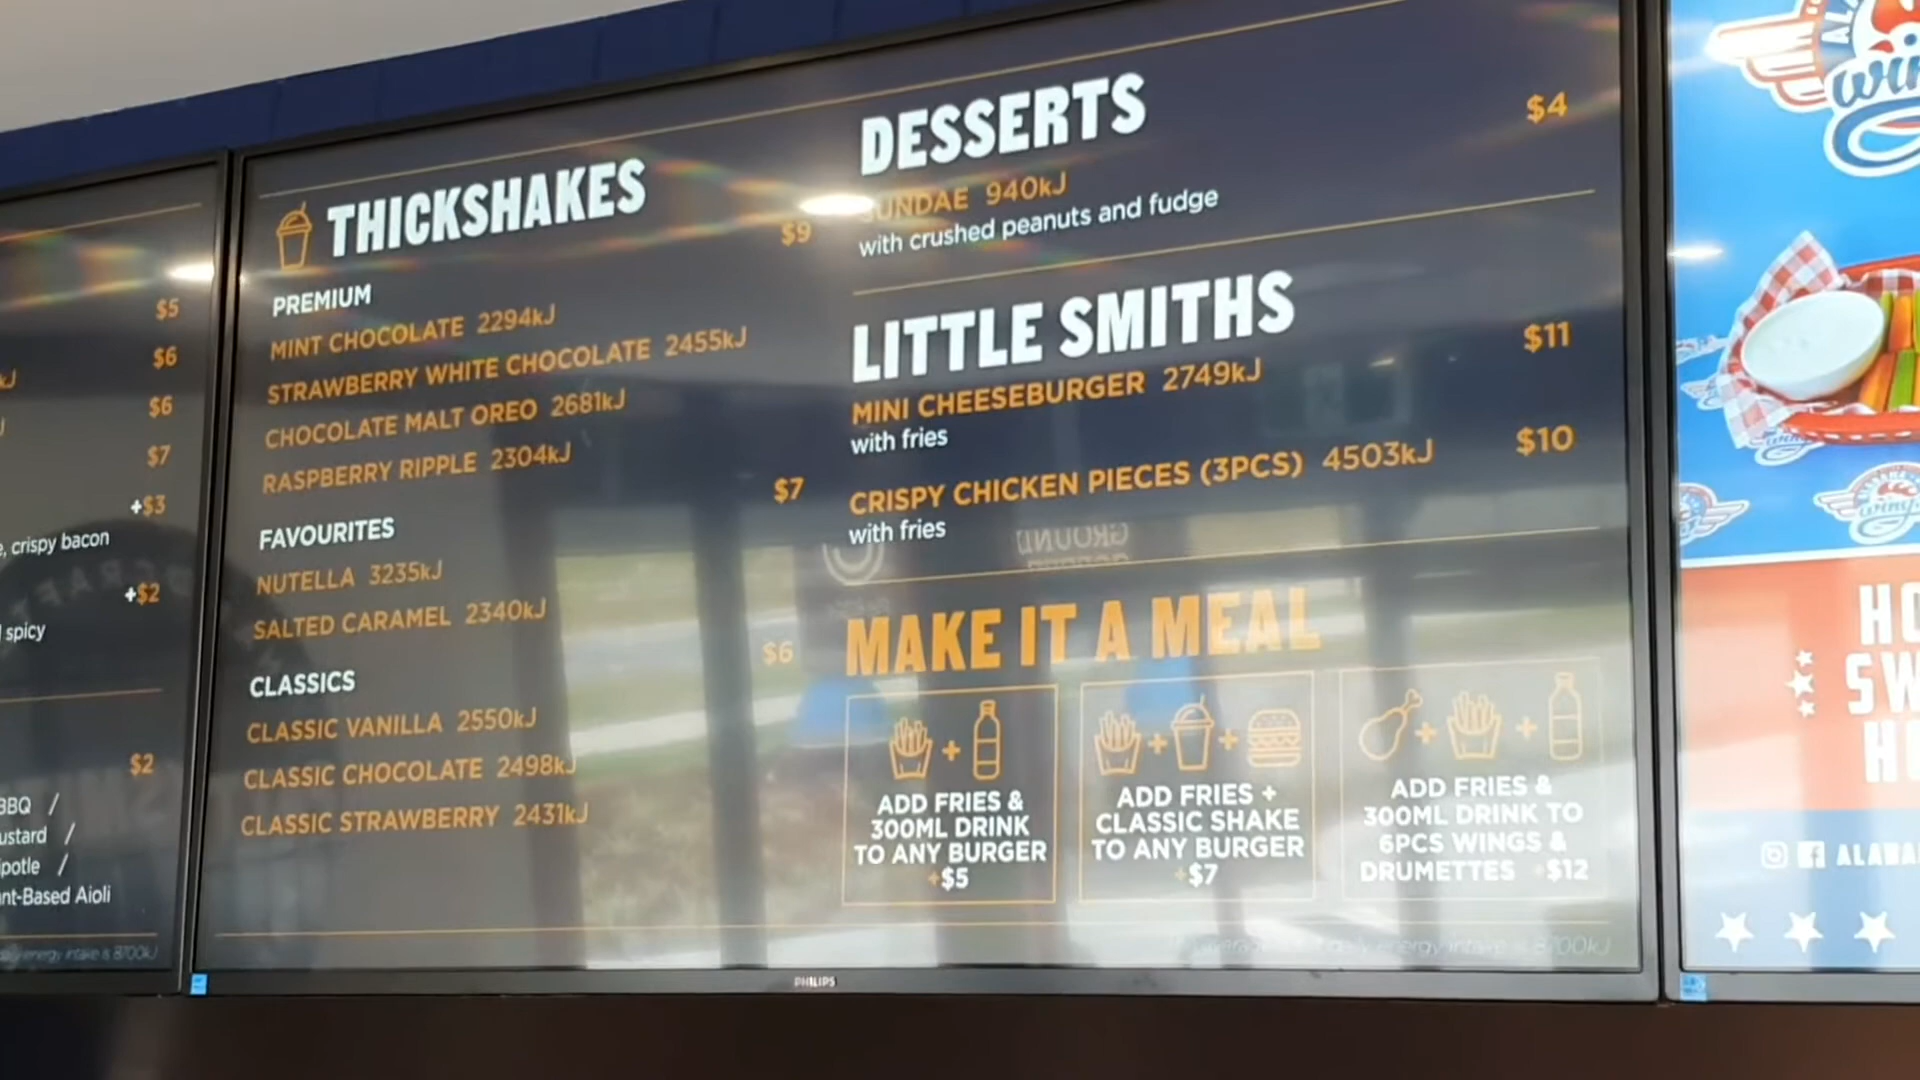 $5
$6
$6
$7
+$3
crispy bacon
+$2
spicy
$2
BBQ /
/
/
Aioli
energy intake is 8700kJ
THICKSHAKES
PREMIUM $9
MINT CHOCOLATE 2294kJ
STRAWBERRY WHITE CHOCOLATE 2455kJ
CHOCOLATE MALT OREO 2681kJ
RASPBERRY RIPPLE 2304kJ
FAVOURITES $7
NUTELLA 3235kJ
SALTED CARAMEL 2340kJ
CLASSICS $6
CLASSIC VANILLA 2550kJ
CLASSIC CHOCOLATE 2498kJ
CLASSIC STRAWBERRY 2431kJ
DESSERTS
SUNDAE 940kJ $4
with crushed peanuts and fudge
LITTLE SMITHS
MINI CHEESEBURGER 2749kJ $11
with fries
CRISPY CHICKEN PIECES (3PCS) 4503kJ $10
with fries
MAKE IT A MEAL
ADD FRIES &
300ML DRINK
TO ANY BURGER
+$5
ADD FRIES +
CLASSIC SHAKE
TO ANY BURGER
+$7
ADD FRIES &
300ML DRINK TO
6PCS WINGS &
DRUMETTES +$12
daily energy intake is 8700kJ
PHILIPS